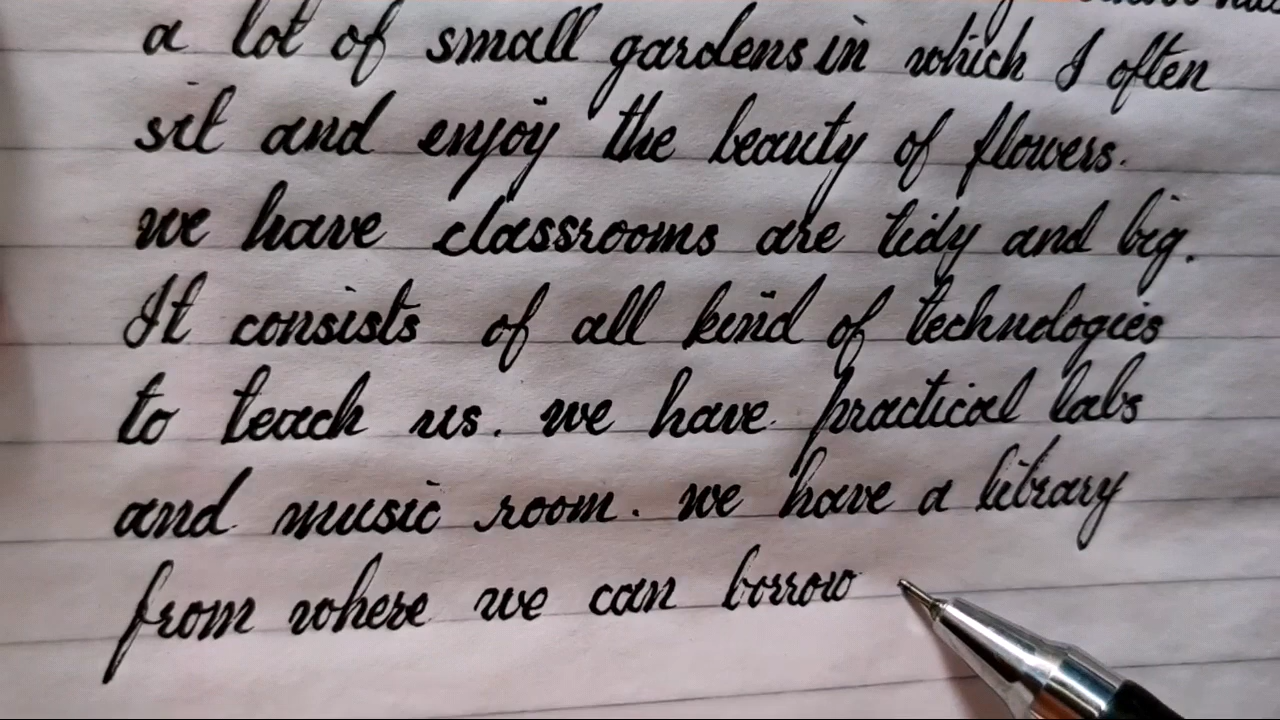 a lot of small gardens in which I often
sit and enjoy the beauty of flowers.
we have classrooms are tidy and big.
It consists of all kind of technologies
to teach us. we have practical labs
and music room. we have a library
from where we can borrow